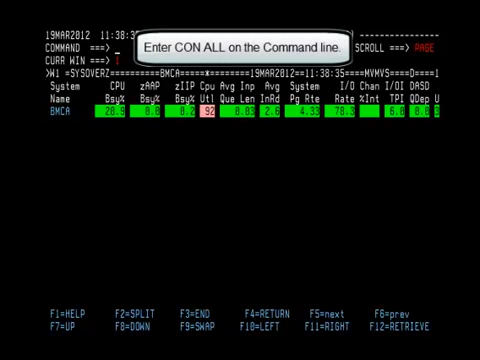 19MAR2012 11:38:3
COMMAND ===> _
Enter CON ALL on the Command line.
SCROLL ===> PAGE
CURR WIN ===> 1
>W1 =SYSOVERZ==========BMCA======*========19MAR2012==11:38:35====MVMVS====D====1
System CPU zAAP zIIP Cpu Avg Inp Avg System I/O Chan I/OI DASD
Name Bsy% Bsy% Bsy% Utl Que Len InRd Pg Rte Rate %Int TPI QDep U
BMCA 28.9 0.0 0.2 92 0.03 2.6 4.33 78.3 6.0 0.0 3
F1=HELP F2=SPLIT F3=END F4=RETURN F5=next F6=prev
F7=UP F8=DOWN F9=SWAP F10=LEFT F11=RIGHT F12=RETRIEVE